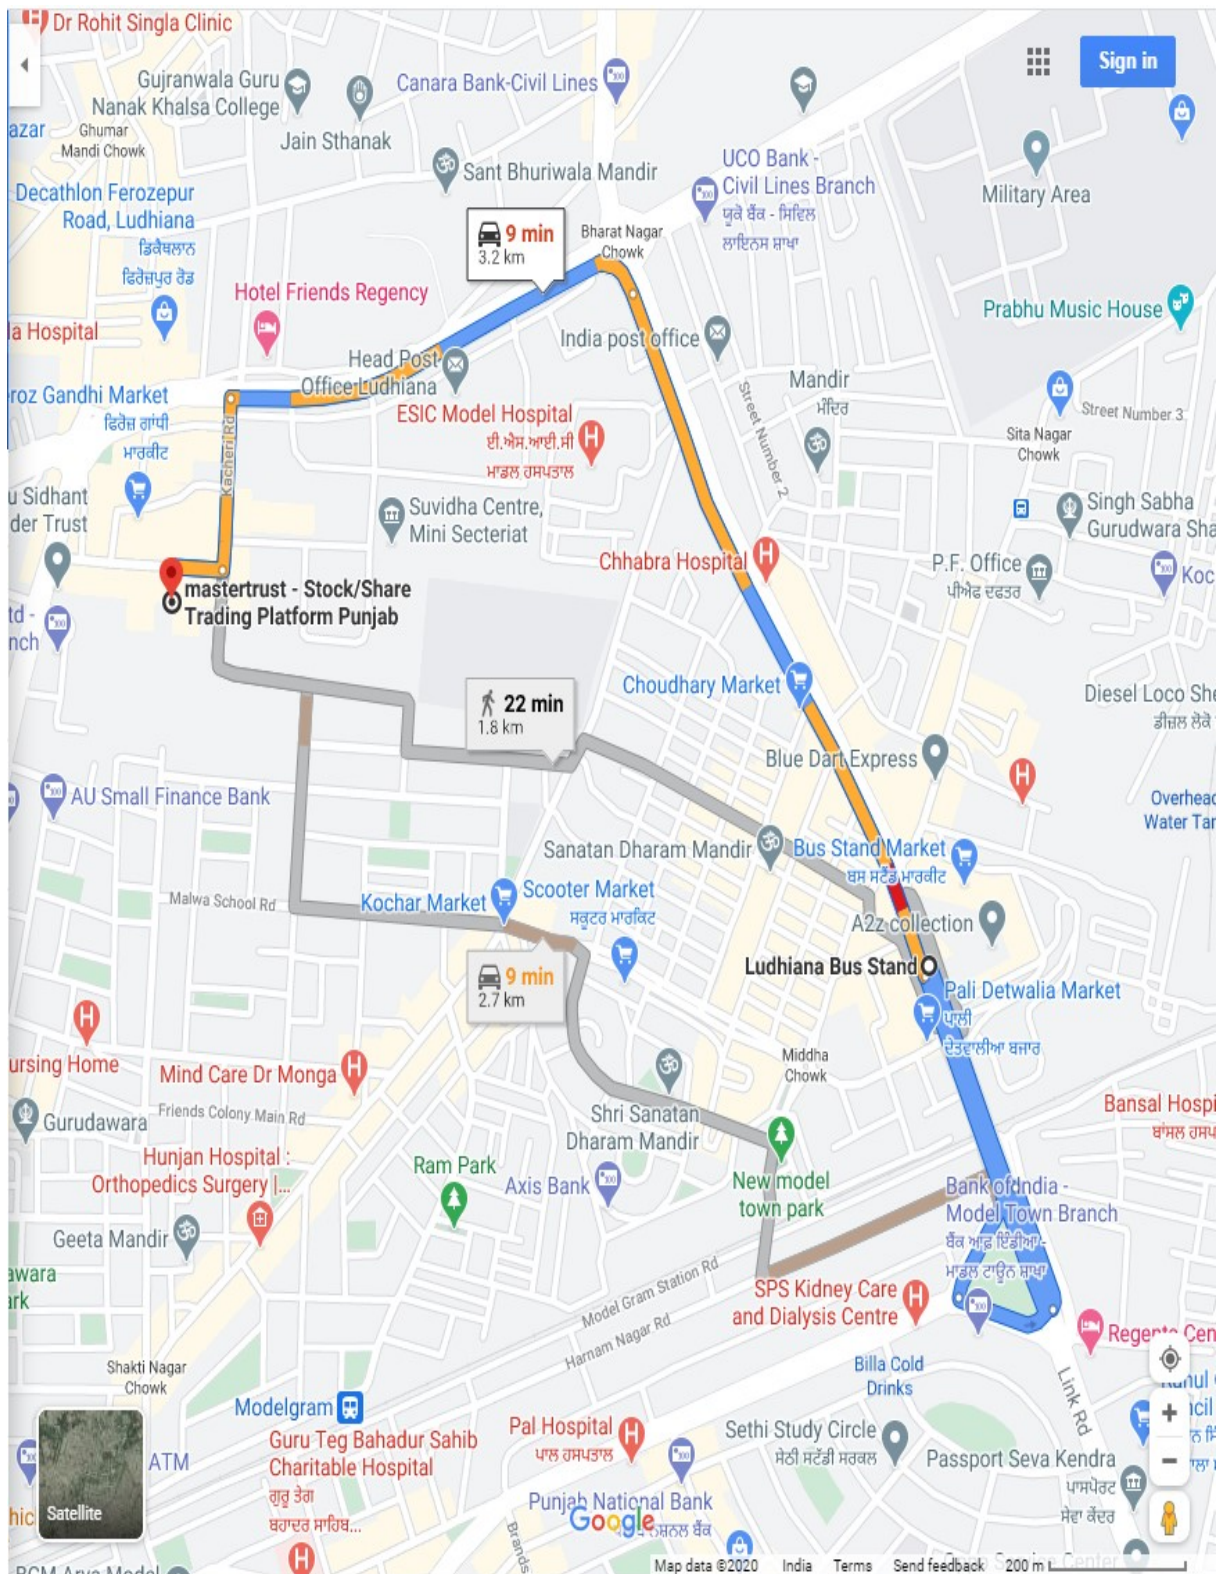 Dr Rohit Singla Clinic
Sign in
Gujranwala Guru
Nanak Khalsa College
Canara Bank-Civil Lines
azar
Ghumar
Mandi Chowk
Jain Sthanak
Sant Bhuriwala Mandir
UCO Bank -
Civil Lines Branch
ਯੂਕੋ ਬੈਂਕ - ਸਿਵਿਲ
ਲਾਇਨਸ ਸ਼ਾਖਾ
Military Area
Decathlon Ferozepur
Road, Ludhiana
ਡਿਕੈਥਲਾਨ
ਫਿਰੋਜ਼ਪੁਰ ਰੋਡ
9 min
3.2 km
Bharat Nagar
Chowk
Hotel Friends Regency
Prabhu Music House
la Hospital
India post office
Head Post
Office Ludhiana
Mandir
ਮੰਦਿਰ
roz Gandhi Market
ਫਿਰੋਜ਼ ਗਾਂਧੀ
ਮਾਰਕੀਟ
Kacheri Rd
ESIC Model Hospital
ਈ.ਐਸ.ਆਈ.ਸੀ
ਮਾਡਲ ਹਸਪਤਾਲ
Street Number 2
Street Number 3
Sita Nagar
Chowk
u Sidhant
der Trust
Suvidha Centre,
Mini Secteriat
Singh Sabha
Gurudwara Sha
Chhabra Hospital
P.F. Office
ਪੀਐਫ ਦਫਤਰ
Koc
mastertrust - Stock/Share
Trading Platform Punjab
td -
nch
22 min
1.8 km
Choudhary Market
Diesel Loco She
ਡੀਜ਼ਲ ਲੋਕੋ
Blue Dart Express
AU Small Finance Bank
Overhead
Water Tan
Sanatan Dharam Mandir
Bus Stand Market
ਬਸ ਸਟੈਂਡ ਮਾਰਕੀਟ
Malwa School Rd
Kochar Market
Scooter Market
ਸਕੂਟਰ ਮਾਰਕਿਟ
A2z collection
9 min
2.7 km
Ludhiana Bus Stand
Pali Detwalia Market
ਪਾਲੀ
ਦੇਤਵਾਲੀਆ ਬਜਾਰ
ursing Home
Mind Care Dr Monga
Middha
Chowk
Gurudawara
Friends Colony Main Rd
Shri Sanatan
Dharam Mandir
Bansal Hospi
ਬਾਂਸਲ ਹਸਪ
Hunjan Hospital :
Orthopedics Surgery |...
Ram Park
Axis Bank
New model
town park
Bank of India -
Model Town Branch
ਬੈਂਕ ਆਫ਼ ਇੰਡੀਆ -
ਮਾਡਲ ਟਾਊਨ ਸ਼ਾਖਾ
Geeta Mandir
awara
ark
Model Gram Station Rd
SPS Kidney Care
and Dialysis Centre
Harnam Nagar Rd
Regento Cen
Shakti Nagar
Chowk
Billa Cold
Drinks
Link Rd
Modelgram
Guru Teg Bahadur Sahib
Charitable Hospital
ਗੁਰੂ ਤੇਗ
ਬਹਾਦਰ ਸਾਹਿਬ...
Pal Hospital
ਪਾਲ ਹਸਪਤਾਲ
Sethi Study Circle
ਸੇਠੀ ਸਟੱਡੀ ਸਰਕਲ
Passport Seva Kendra
ਪਾਸਪੋਰਟ
ਸੇਵਾ ਕੇਂਦਰ
ATM
Satellite
Punjab National Bank
ਨੈਸ਼ਨਲ ਬੈਂਕ
Google
Brands
Map data ©2020 India Terms Send feedback 200 m